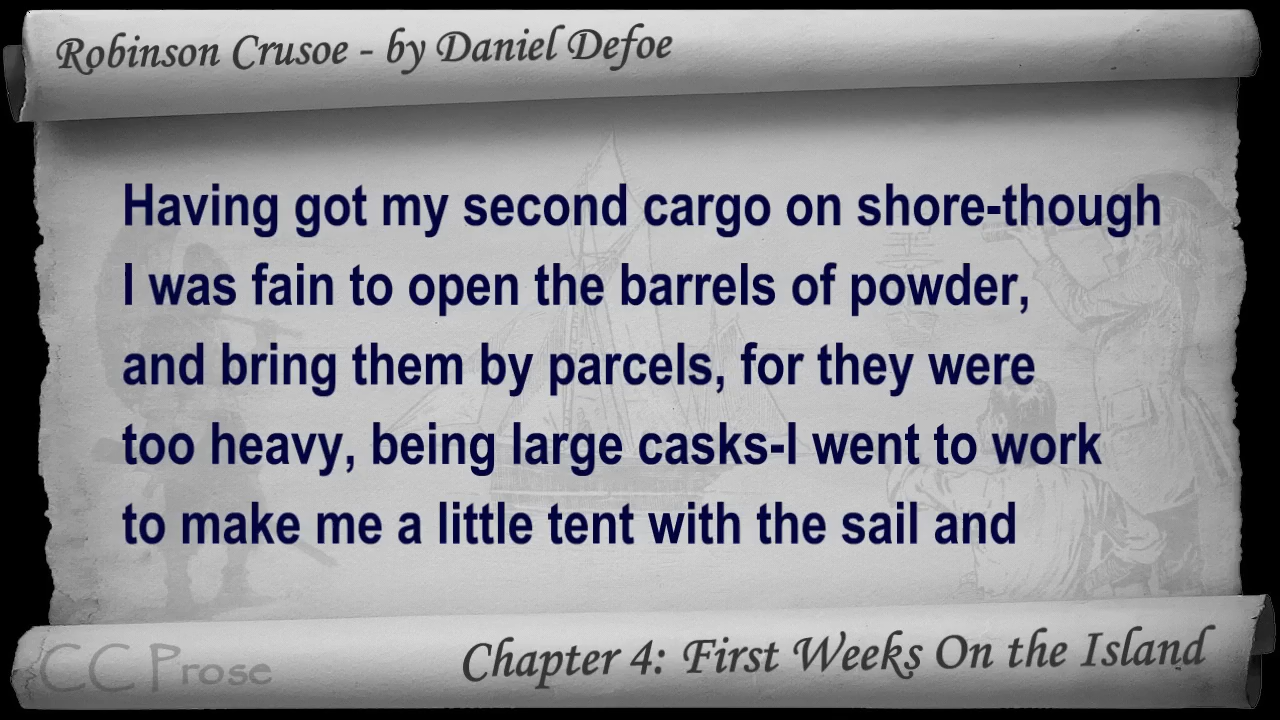 Robinson Crusoe - by Daniel Defoe
Having got my second cargo on shore-though
I was fain to open the barrels of powder,
and bring them by parcels, for they were
too heavy, being large casks-I went to work
to make me a little tent with the sail and
CC Prose
Chapter 4: First Weeks On the Island